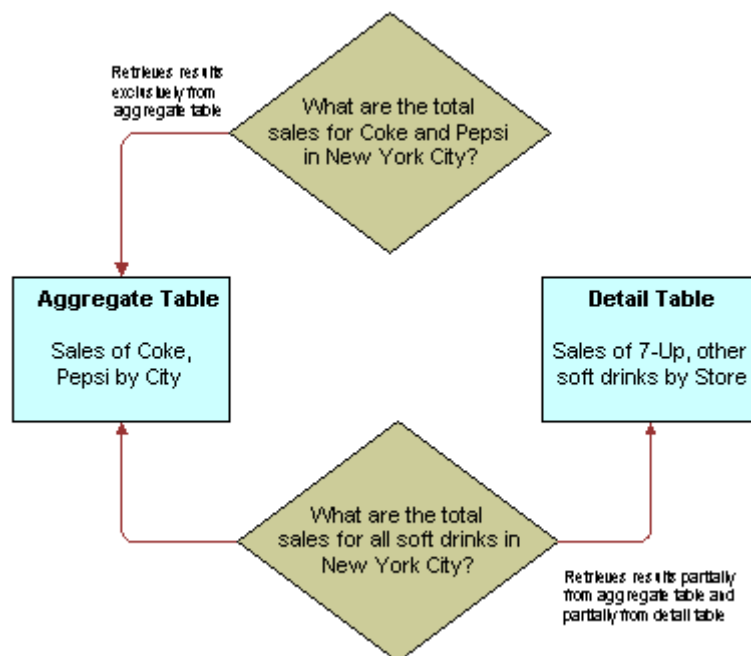 Retrieves results
exclusively from
aggregate table
What are the total
sales for Coke and Pepsi
in New York City?
Aggregate Table
Sales of Coke,
Pepsi by City
Detail Table
Sales of 7-Up, other
soft drinks by Store
What are the total
sales for all soft drinks in
New York City?
Retrieves results partially
from aggregate table and
partially from detail table